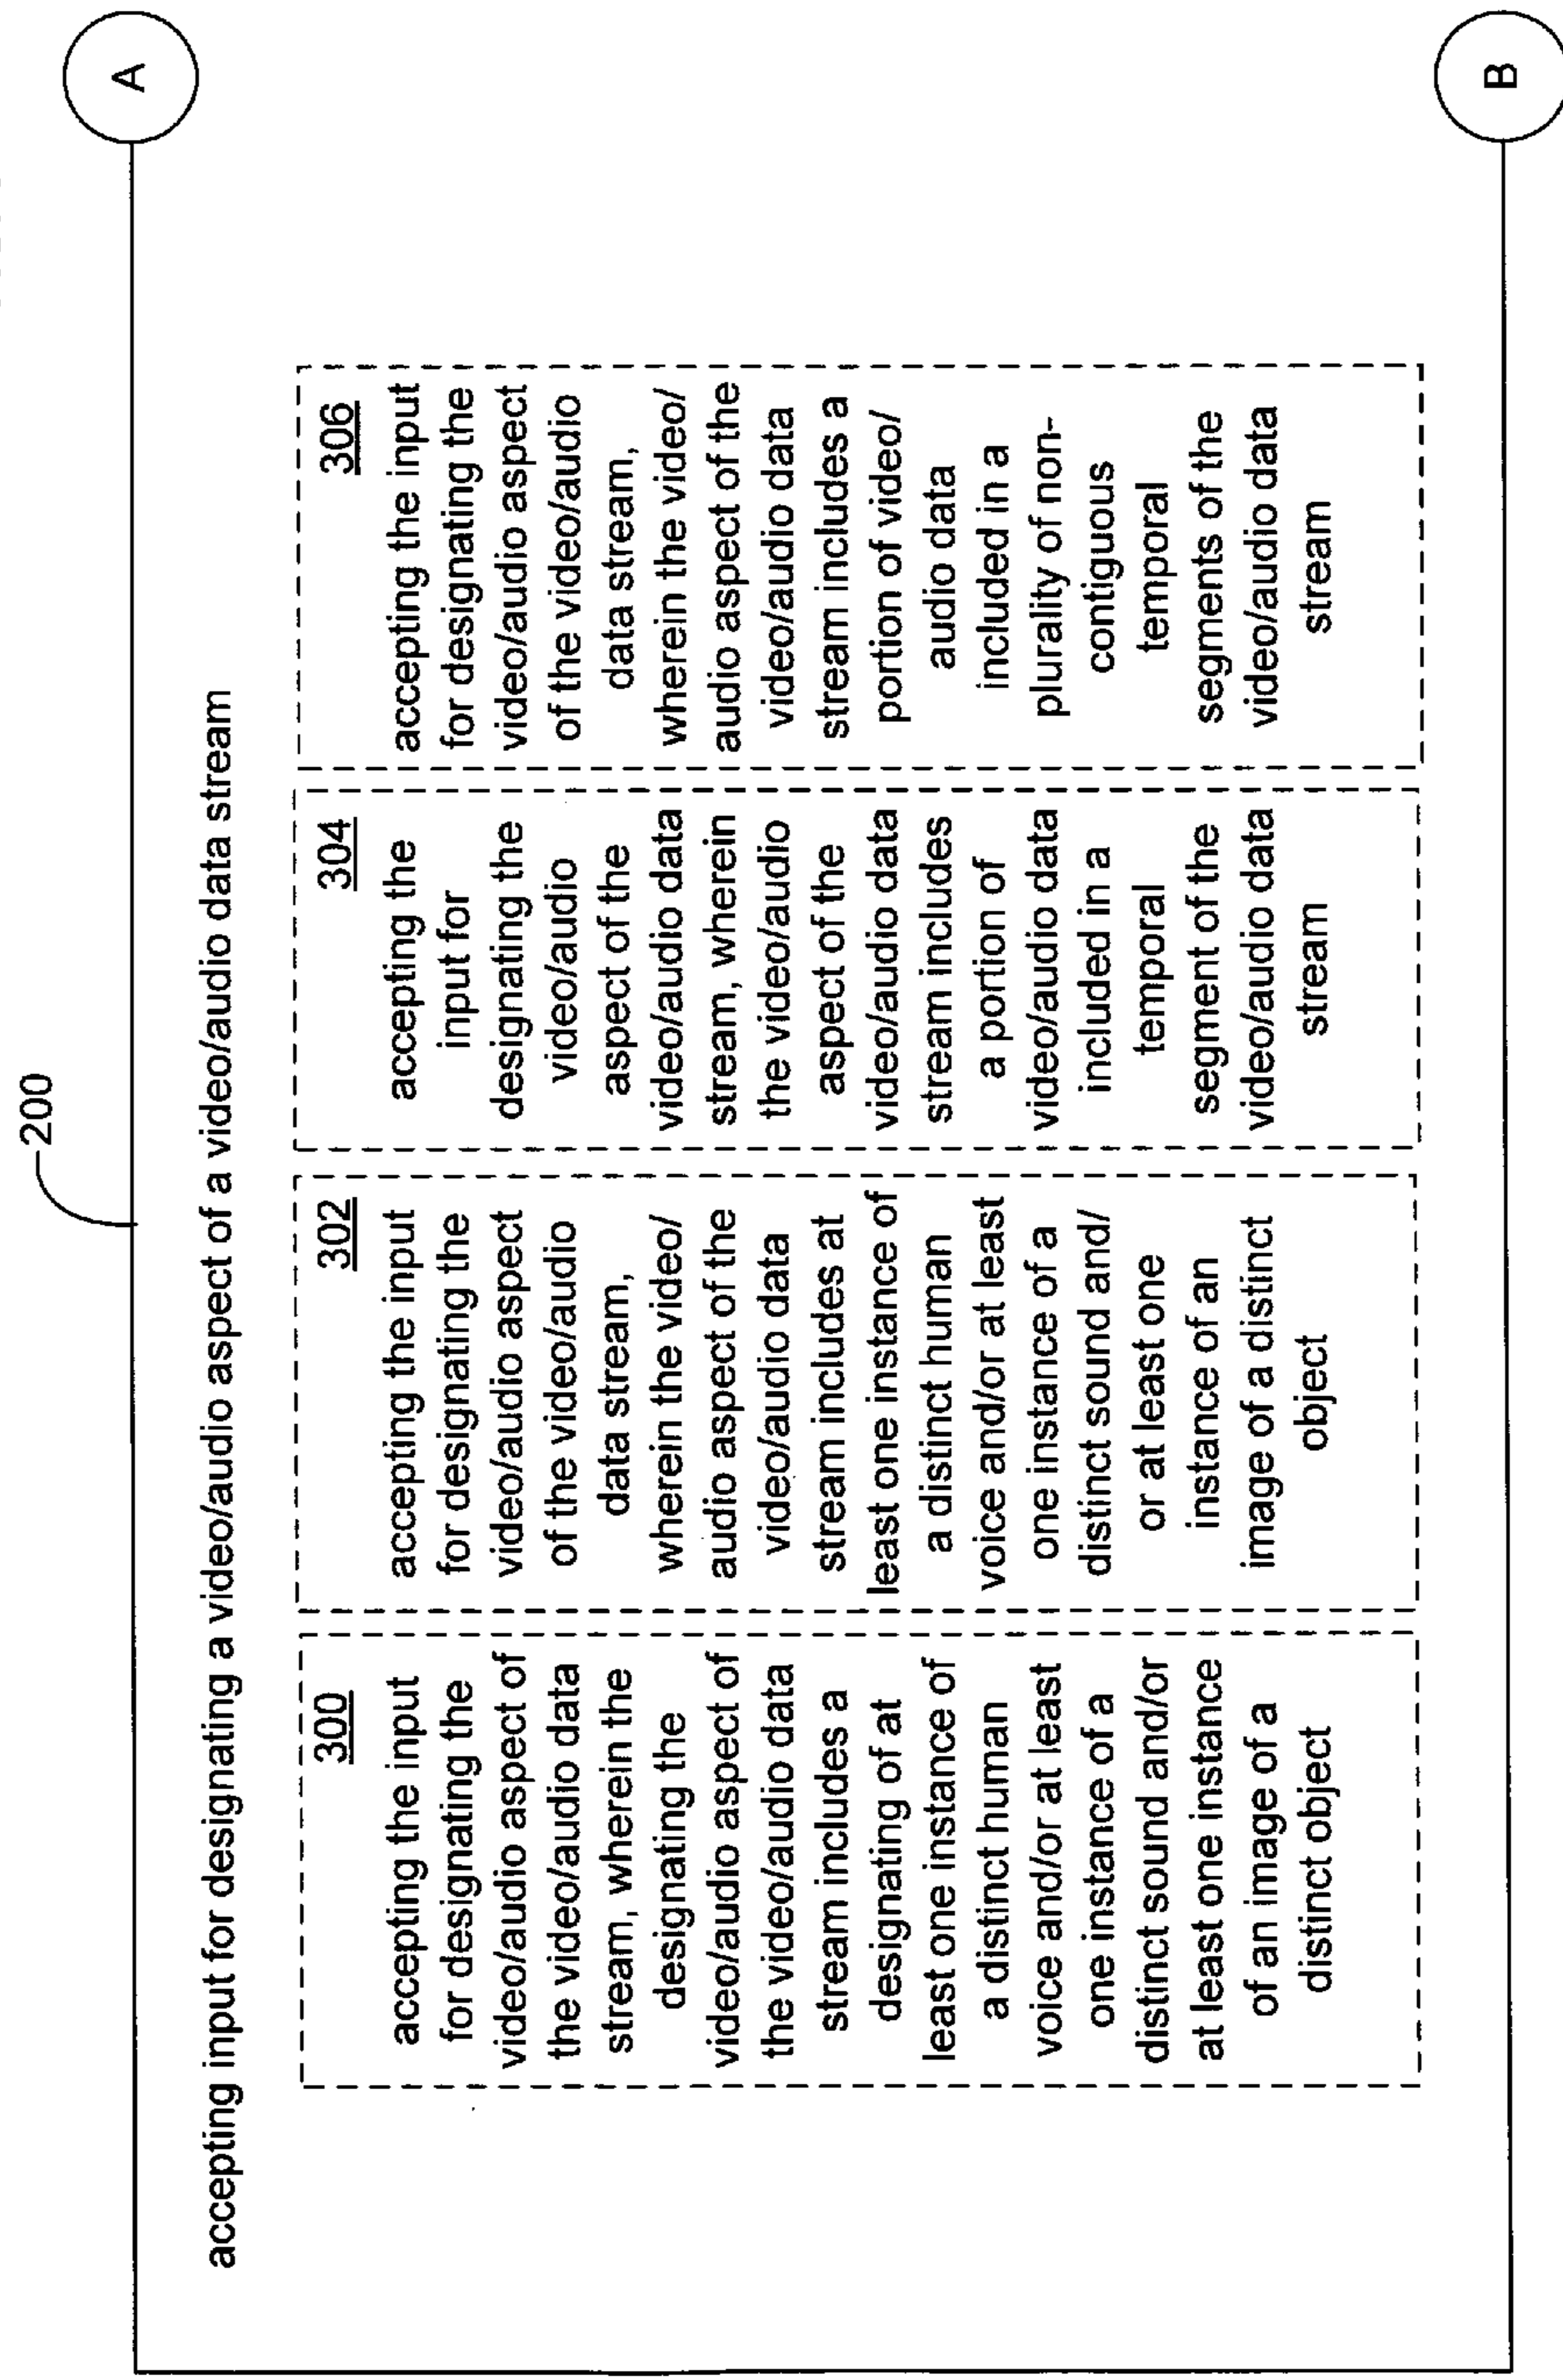 200
A
accepting input for designating a video/audio aspect of a video/audio data stream
300
accepting the input
for designating the
video/audio aspect of
the video/audio data
stream, wherein the
designating the
video/audio aspect of
the video/audio data
stream includes a
designating of at
least one instance of
a distinct human
voice and/or at least
one instance of a
distinct sound and/or
at least one instance
of an image of a
distinct object
302
accepting the input
for designating the
video/audio aspect
of the video/audio
data stream,
wherein the video/
audio aspect of the
video/audio data
stream includes at
least one instance of
a distinct human
voice and/or at least
one instance of a
distinct sound and/
or at least one
instance of an
image of a distinct
object
304
accepting the
input for
designating the
video/audio
aspect of the
video/audio data
stream, wherein
the video/audio
aspect of the
video/audio data
stream includes
a portion of
video/audio data
included in a
temporal
segment of the
video/audio data
stream
306
accepting the input
for designating the
video/audio aspect
of the video/audio
data stream,
wherein the video/
audio aspect of the
video/audio data
stream includes a
portion of video/
audio data
included in a
plurality of non-
contiguous
temporal
segments of the
video/audio data
stream
B